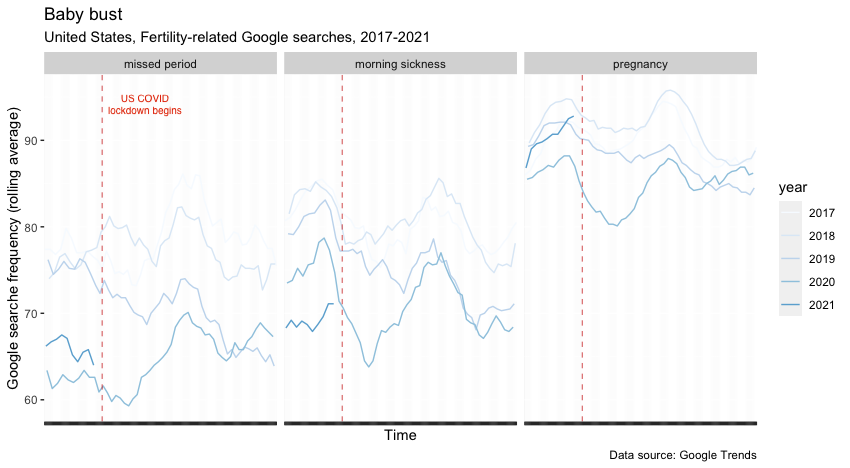 Baby bust
United States, Fertility-related Google searches, 2017-2021
missed period
morning sickness
pregnancy
US COVID
lockdown begins
Google searche frequency (rolling average)
90
80
70
60
Time
year
2017
2018
2019
2020
2021
Data source: Google Trends